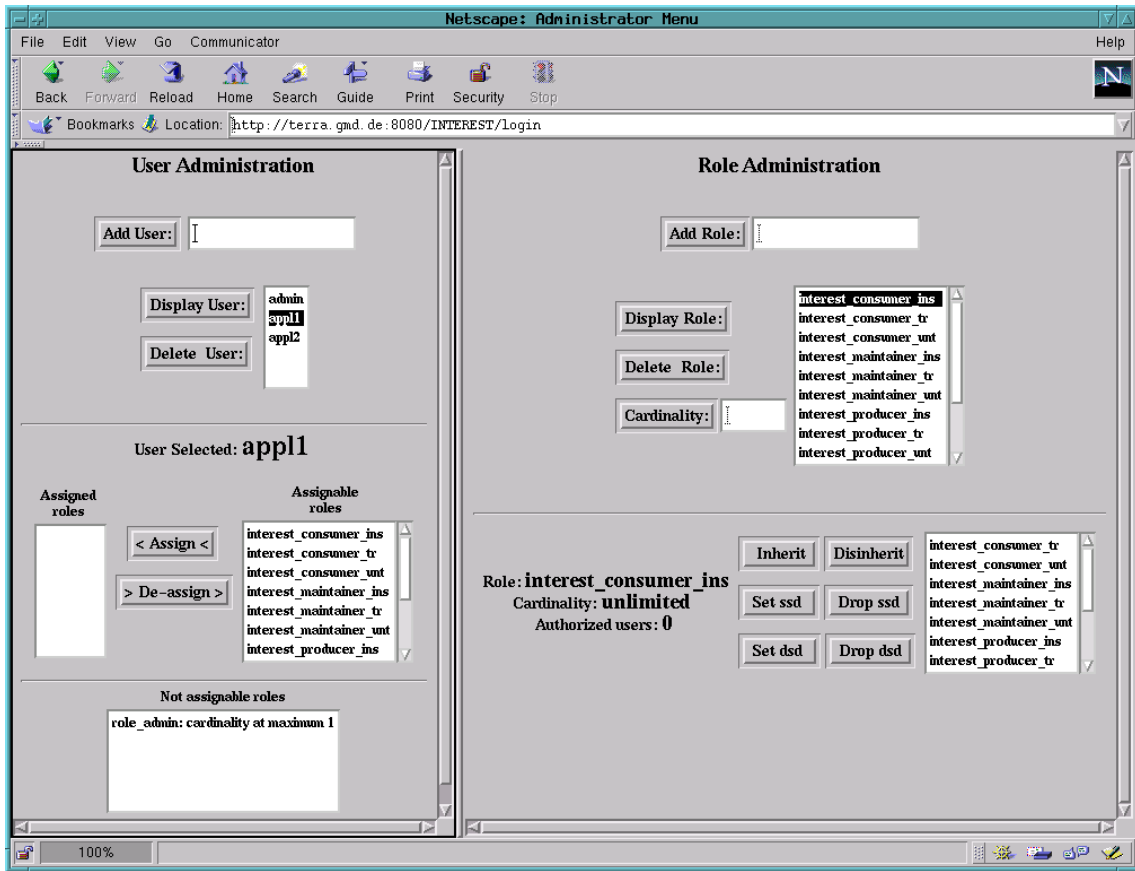 Netscape: Administrator Menu
File Edit View Go Communicator Help
Back Forward Reload Home Search Guide Print Security Stop
N
Bookmarks Location: http://terra.gmd.de:8080/INTEREST/login
User Administration
Add User:
Display User:
Delete User:
admin
appl1
appl2
User Selected: appl1
Assigned
roles
< Assign <
> De-assign >
Assignable
roles
interest_consumer_ins
interest_consumer_tr
interest_consumer_unt
interest_maintainer_ins
interest_maintainer_tr
interest_maintainer_unt
interest_producer_ins
Not assignable roles
role_admin: cardinality at maximum 1
Role Administration
Add Role:
Display Role:
Delete Role:
Cardinality:
interest_consumer_ins
interest_consumer_tr
interest_consumer_unt
interest_maintainer_ins
interest_maintainer_tr
interest_maintainer_unt
interest_producer_ins
interest_producer_tr
interest_producer_unt
Role: interest_consumer_ins
Cardinality: unlimited
Authorized users: 0
Inherit Disinherit
Set ssd Drop ssd
Set dsd Drop dsd
interest_consumer_tr
interest_consumer_unt
interest_maintainer_ins
interest_maintainer_tr
interest_maintainer_unt
interest_producer_ins
interest_producer_tr
100%